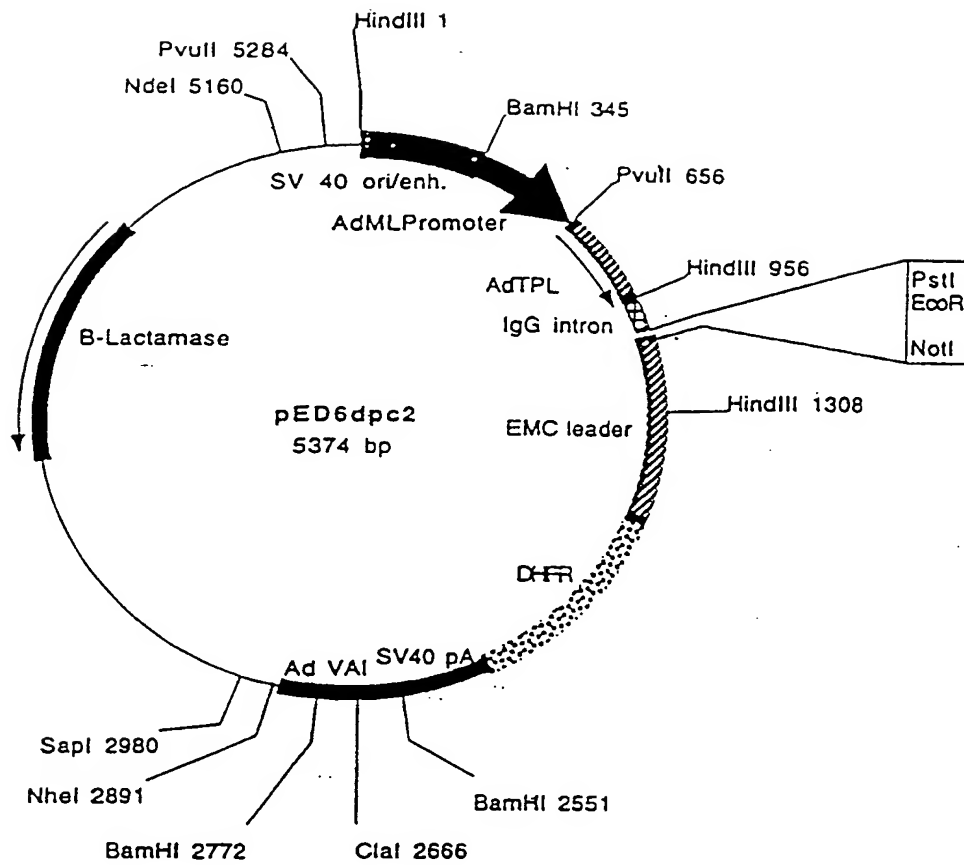 HindIII 1
PvuII 5284
NdeI 5160
BamHI 345
SV 40 ori/enh.
PvuII 656
AdMLPromoter
HindIII 956
AdTPL
PstI
EcoR
IgG intron
NotI
B-Lactamase
pED6dpc2
5374 bp
EMC leader
HindIII 1308
DHFR
Ad VAI
SV40 pA
SapI 2980
NheI 2891
BamHI 2551
BamHI 2772
ClaI 2666